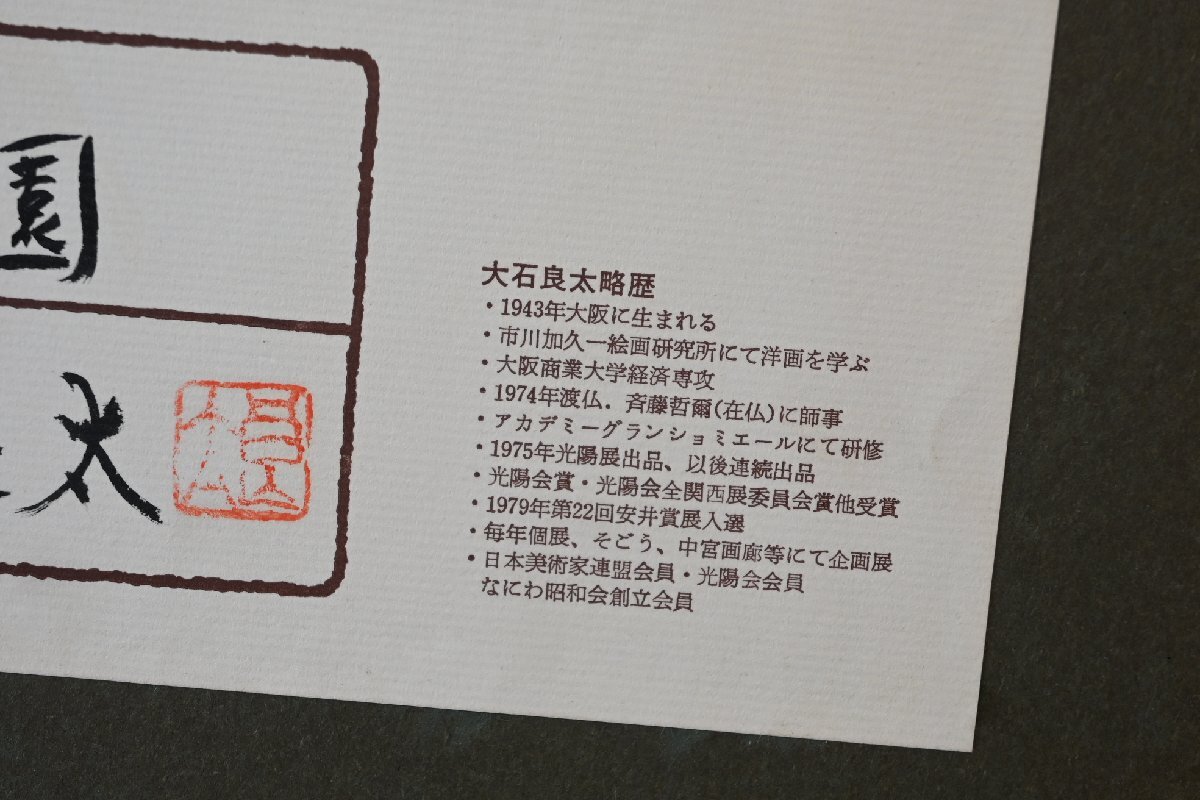 園
太
大石良太略歴
・1943年大阪に生まれる
・市川加久一絵画研究所にて洋画を学ぶ
・大阪商業大学経済専攻
・1974年渡仏．斉藤哲爾(在仏)に師事
・アカデミーグランショミエールにて研修
・1975年光陽展出品、以後連続出品
・光陽会賞・光陽会全関西展委員会賞他受賞
・1979年第22回安井賞展入選
・毎年個展、そごう、中宮画廊等にて企画展
・日本美術家連盟会員・光陽会会員
なにわ昭和会創立会員